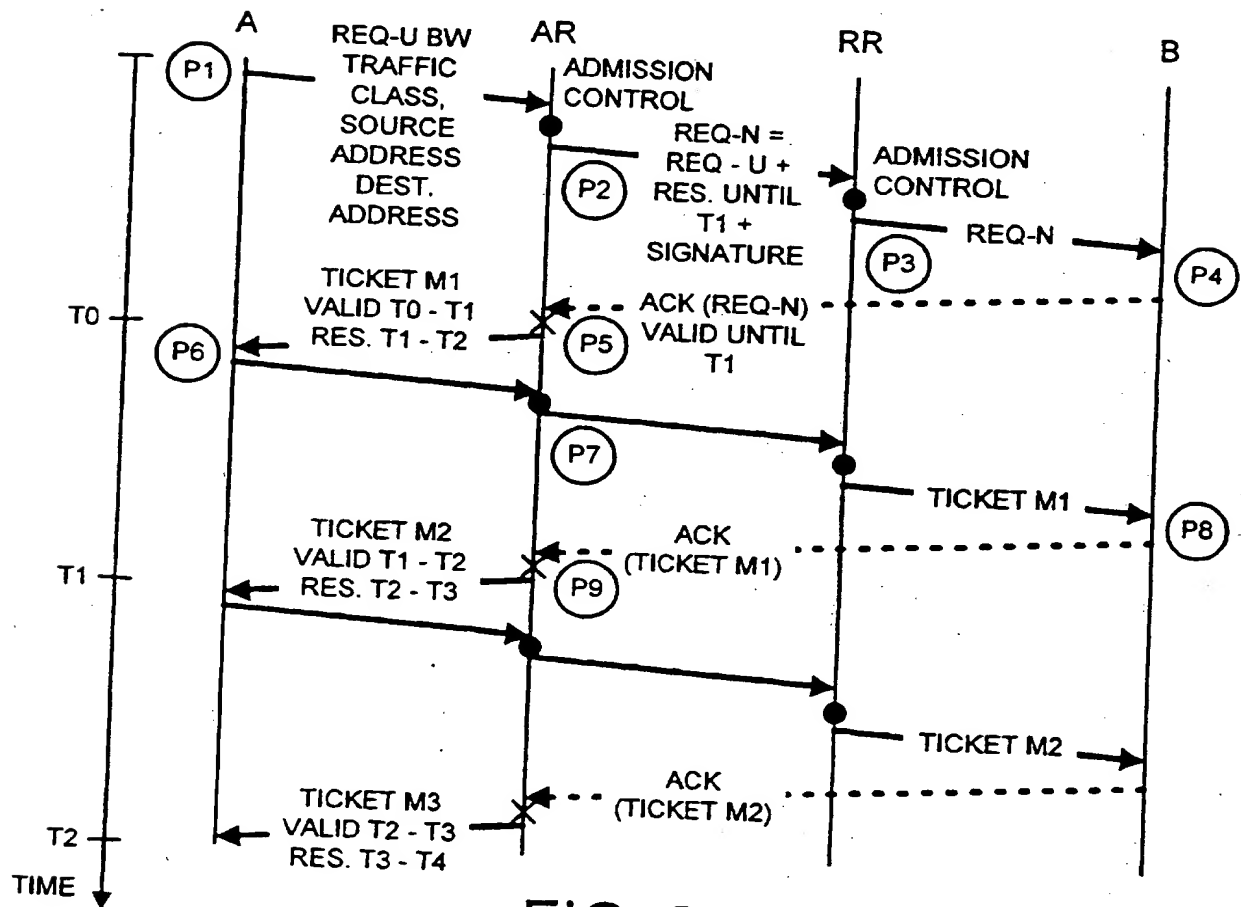 A
AR
RR
B
P1
REQ-U BW
TRAFFIC
CLASS,
SOURCE
ADDRESS
DEST.
ADDRESS
ADMISSION
CONTROL
P2
REQ-N =
REQ - U +
RES. UNTIL
T1 +
SIGNATURE
ADMISSION
CONTROL
P3
REQ-N
P4
T0
TICKET M1
VALID T0 - T1
RES. T1 - T2
P5
ACK (REQ-N)
VALID UNTIL
T1
P6
P7
TICKET M1
P8
T1
TICKET M2
VALID T1 - T2
RES. T2 - T3
P9
ACK
(TICKET M1)
TICKET M2
T2
TICKET M3
VALID T2 - T3
RES. T3 - T4
ACK
(TICKET M2)
TIME